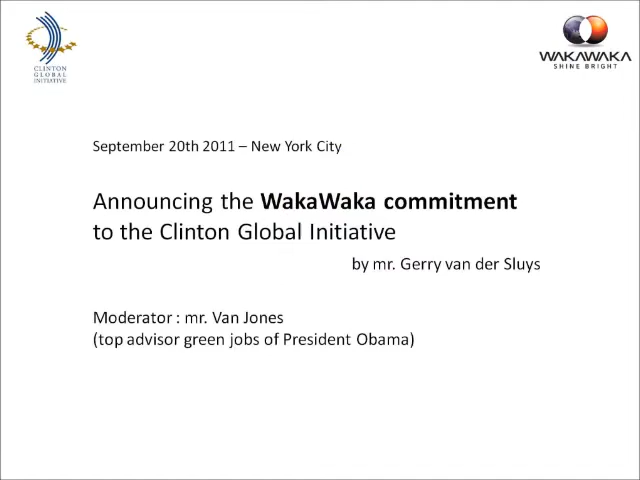 CLINTON
GLOBAL
INITIATIVE
WAKAWAKA
SHINE BRIGHT
September 20th 2011 – New York City
Announcing the WakaWaka commitment
to the Clinton Global Initiative
by mr. Gerry van der Sluys
Moderator : mr. Van Jones
(top advisor green jobs of President Obama)